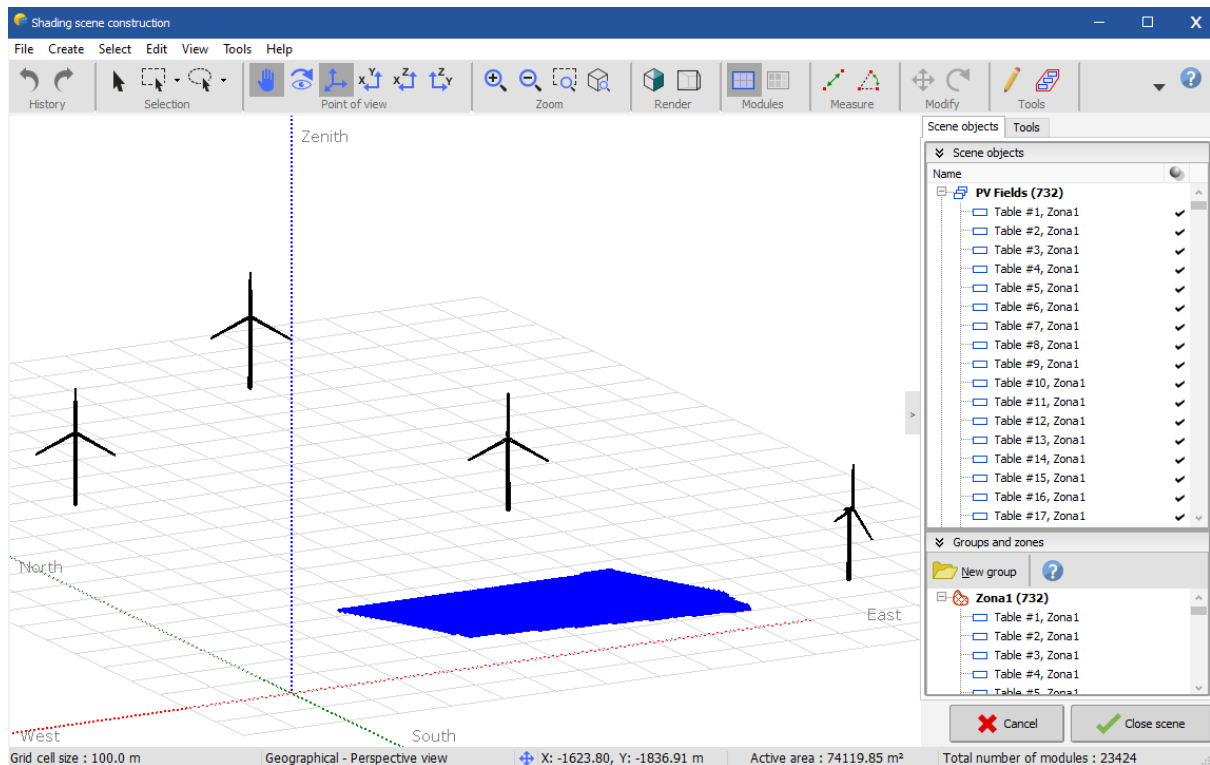 Shading scene construction
File Create Select Edit View Tools Help
History Selection Point of view Zoom Render Modules Measure Modify Tools
Zenith
North
East
West
South
Scene objects Tools
Scene objects
Name
PV Fields (732)
Table #1, Zona1
Table #2, Zona1
Table #3, Zona1
Table #4, Zona1
Table #5, Zona1
Table #6, Zona1
Table #7, Zona1
Table #8, Zona1
Table #9, Zona1
Table #10, Zona1
Table #11, Zona1
Table #12, Zona1
Table #13, Zona1
Table #14, Zona1
Table #15, Zona1
Table #16, Zona1
Table #17, Zona1
Groups and zones
New group
Zona1 (732)
Table #1, Zona1
Table #2, Zona1
Table #3, Zona1
Table #4, Zona1
Table #5, Zona1
Cancel Close scene
Grid cell size : 100.0 m Geographical - Perspective view X: -1623.80, Y: -1836.91 m Active area : 74119.85 m² Total number of modules : 23424